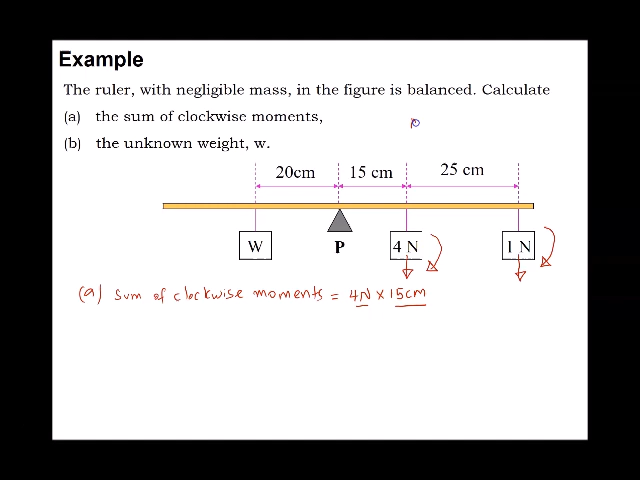 Example
The ruler, with negligible mass, in the figure is balanced. Calculate
(a) the sum of clockwise moments,
(b) the unknown weight, w.
20cm 15 cm 25 cm
W P 4 N 1 N
(a) Sum of clockwise moments = 4N × 15cm